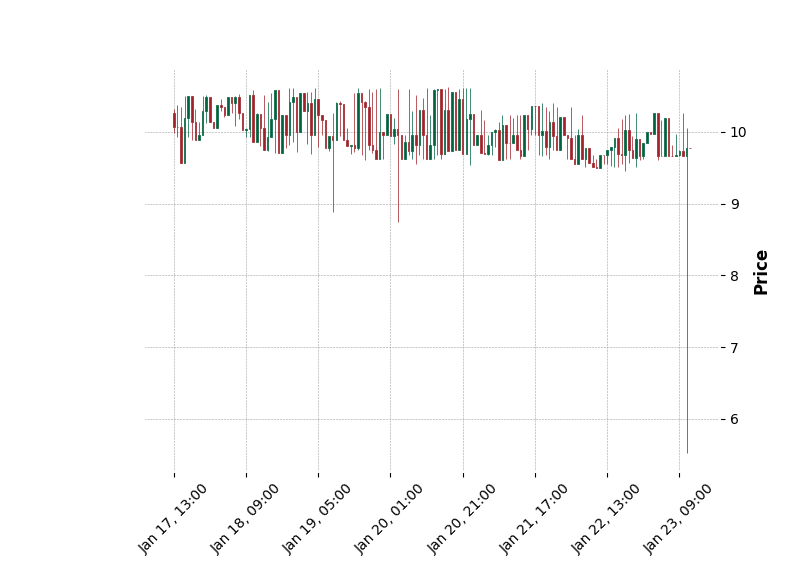 10
9
8
7
6
Price
Jan 17, 13:00
Jan 18, 09:00
Jan 19, 05:00
Jan 20, 01:00
Jan 20, 21:00
Jan 21, 17:00
Jan 22, 13:00
Jan 23, 09:00